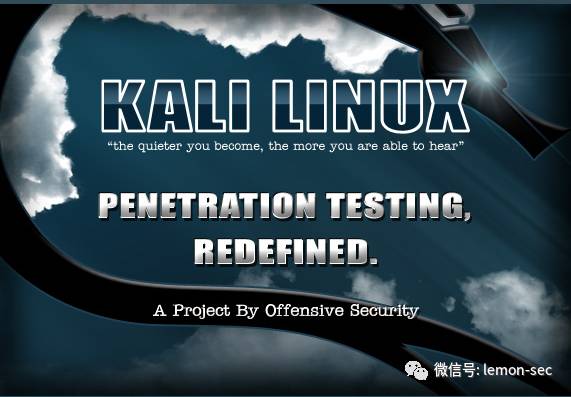 KALI LINUX
“the quieter you become, the more you are able to hear”
PENETRATION TESTING,
REDEFINED.
A Project By Offensive Security
微信号: lemon-sec